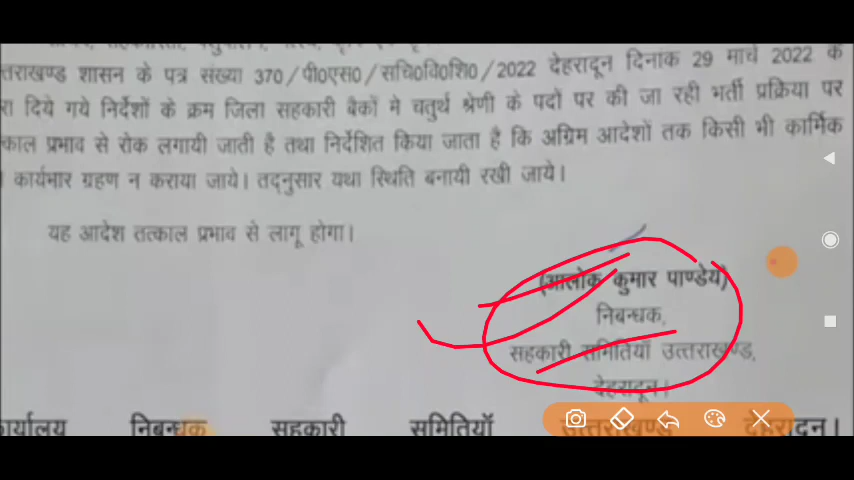 सहकारिता,
त्तराखण्ड शासन के पत्र संख्या 370/पी0एस0/सचि0वि0शि0/2022 देहरादून दिनांक 29 मार्च 2022 के
रा दिये गये निर्देशों के क्रम जिला सहकारी बैकों मे चतुर्थ श्रेणी के पदों पर की जा रही भर्ती प्रक्रिया पर
काल प्रभाव से रोक लगायी जाती है तथा निर्देशित किया जाता है कि अग्रिम आदेशों तक किसी भी कार्मिक
कार्यभार ग्रहण न कराया जाये। तद्नुसार यथा स्थिति बनायी रखी जाये।
यह आदेश तत्काल प्रभाव से लागू होगा।
(आलोक कुमार पाण्डेय)
निबन्धक,
सहकारी समितियाँ उत्तराखण्ड,
देहरादून।
कार्यालय निबन्धक सहकारी समितियॉ उत्तराखण्ड देहरादून।